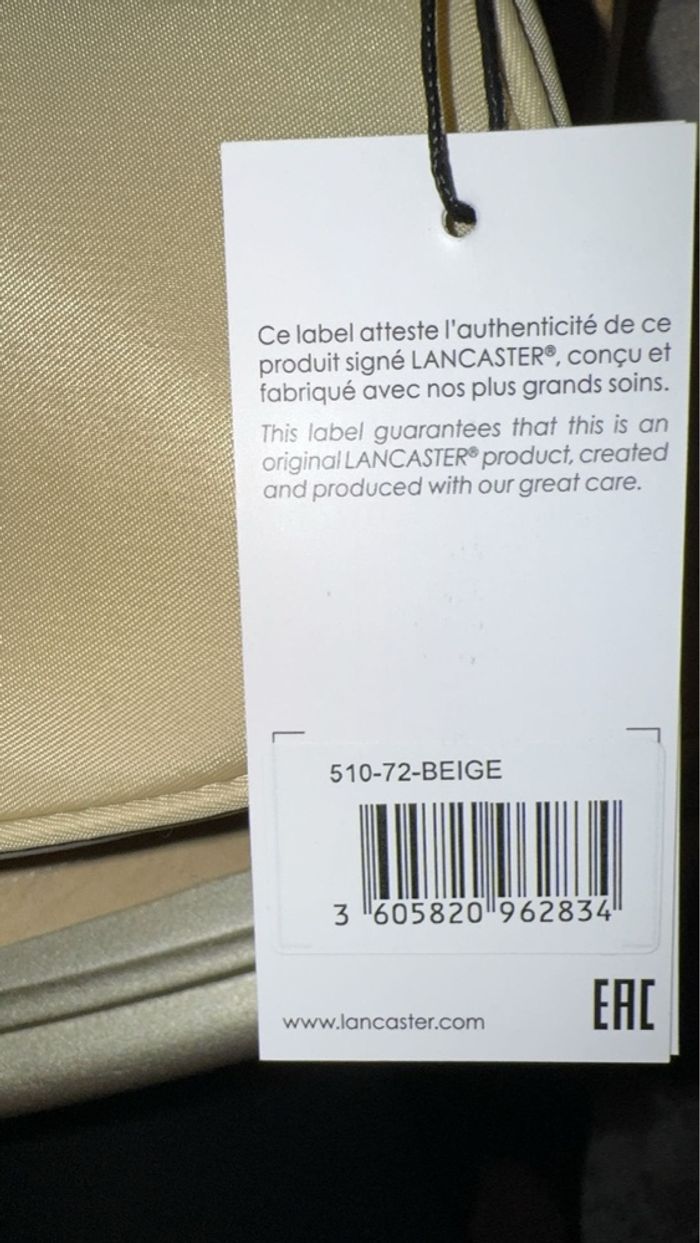 Ce label atteste l'authenticité de ce
produit signé LANCASTER®, conçu et
fabriqué avec nos plus grands soins.
This label guarantees that this is an
original LANCASTER® product, created
and produced with our great care.
510-72-BEIGE
3 605820 962834
www.lancaster.com
EAC